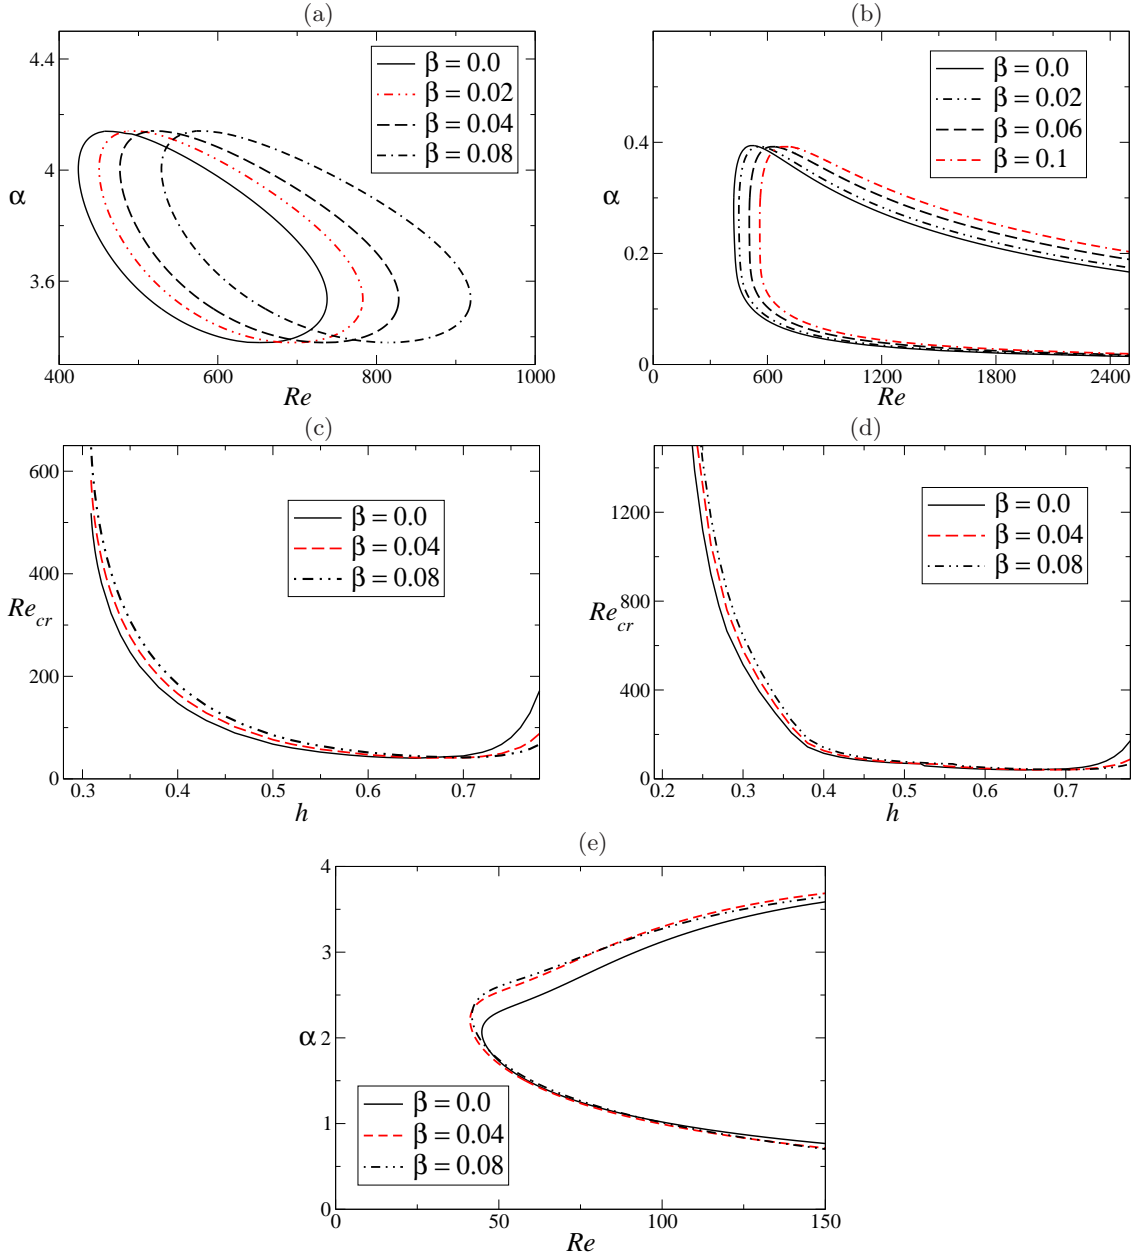 (a)
4.4
4
3.6
α
400
600
800
1000
Re
β = 0.0
β = 0.02
β = 0.04
β = 0.08
(b)
0.4
0.2
0
α
0
600
1200
1800
2400
Re
β = 0.0
β = 0.02
β = 0.06
β = 0.1
(c)
600
400
200
0
Re_cr
0.3
0.4
0.5
0.6
0.7
h
β = 0.0
β = 0.04
β = 0.08
(d)
1200
800
400
0
Re_cr
0.2
0.3
0.4
0.5
0.6
0.7
h
β = 0.0
β = 0.04
β = 0.08
(e)
4
3
2
1
0
α
0
50
100
150
Re
β = 0.0
β = 0.04
β = 0.08